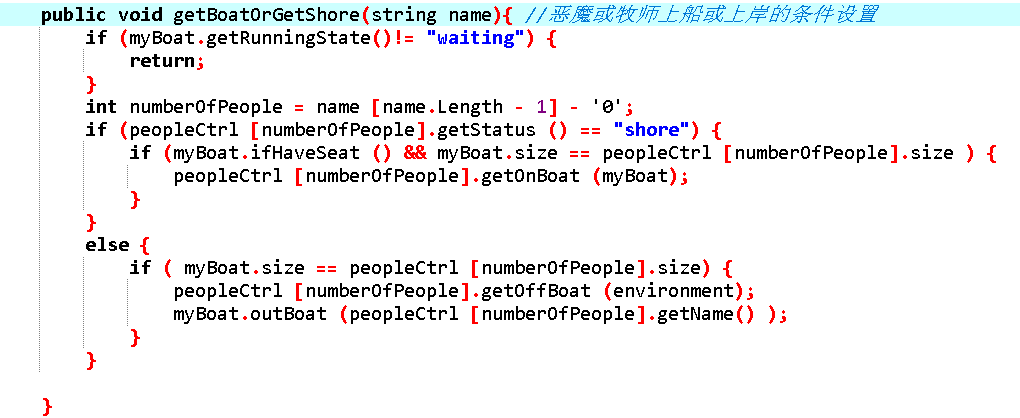 public void getBoatOrGetShore(string name){ //恶魔或牧师上船或上岸的条件设置
if (myBoat.getRunningState()!= "waiting") {
return;
}
int numberOfPeople = name [name.Length - 1] - '0';
if (peopleCtrl [numberOfPeople].getStatus () == "shore") {
if (myBoat.ifHaveSeat () && myBoat.size == peopleCtrl [numberOfPeople].size ) {
peopleCtrl [numberOfPeople].getOnBoat (myBoat);
}
}
else {
if ( myBoat.size == peopleCtrl [numberOfPeople].size) {
peopleCtrl [numberOfPeople].getOffBoat (environment);
myBoat.outBoat (peopleCtrl [numberOfPeople].getName() );
}
}
}